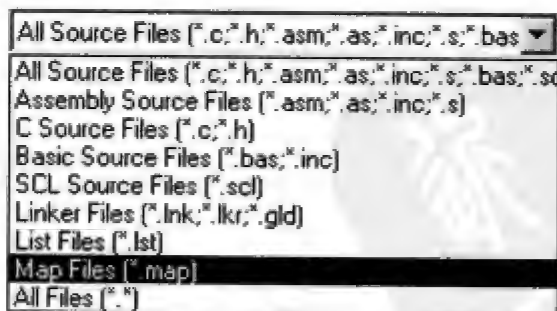 All Source Files (*.c;*.h;*.asm;*.as;*.inc;*.s;*.bas
All Source Files (*.c;*.h;*.asm;*.as;*.inc;*.s;*.bas;*.sc
Assembly Source Files (*.asm;*.as;*.inc;*.s)
C Source Files (*.c;*.h)
Basic Source Files (*.bas;*.inc)
SCL Source Files (*.scl)
Linker Files (*.lnk;*.lkr;*.gld)
List Files (*.lst)
Map Files (*.map)
All Files (*.*)